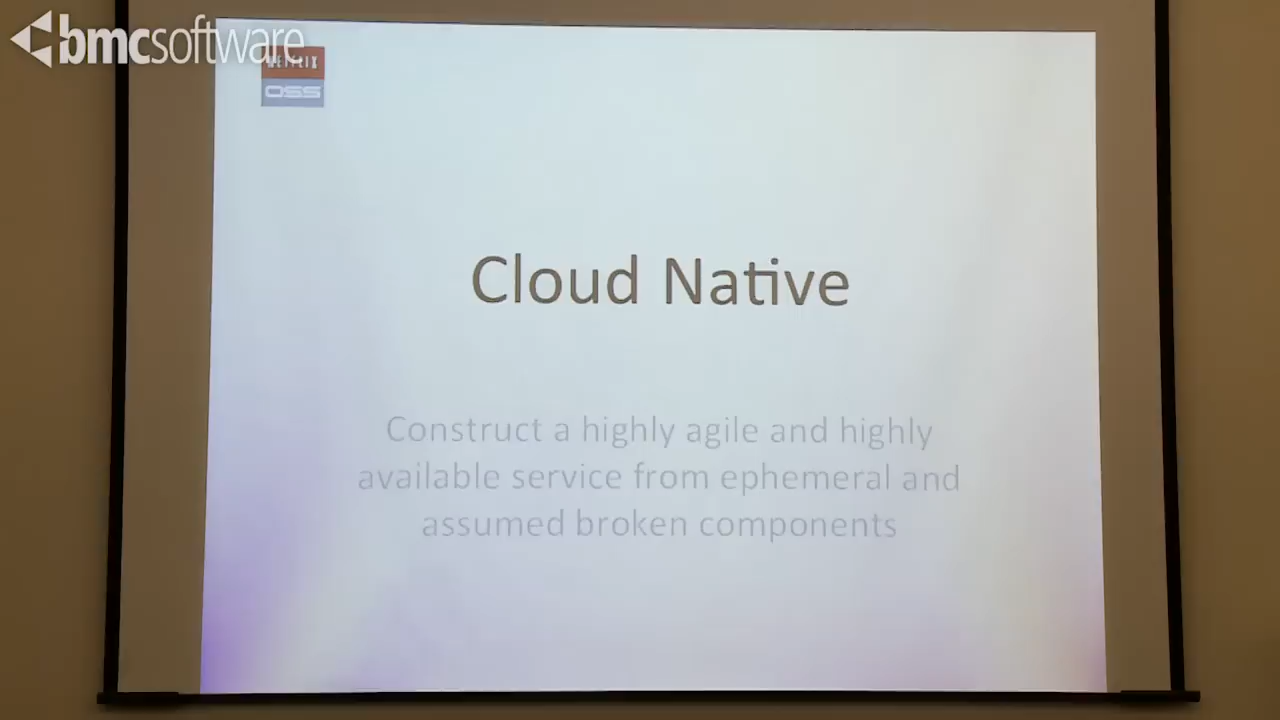 bmcsoftware
NETFLIX
OSS
Cloud Native
Construct a highly agile and highly
available service from ephemeral and
assumed broken components